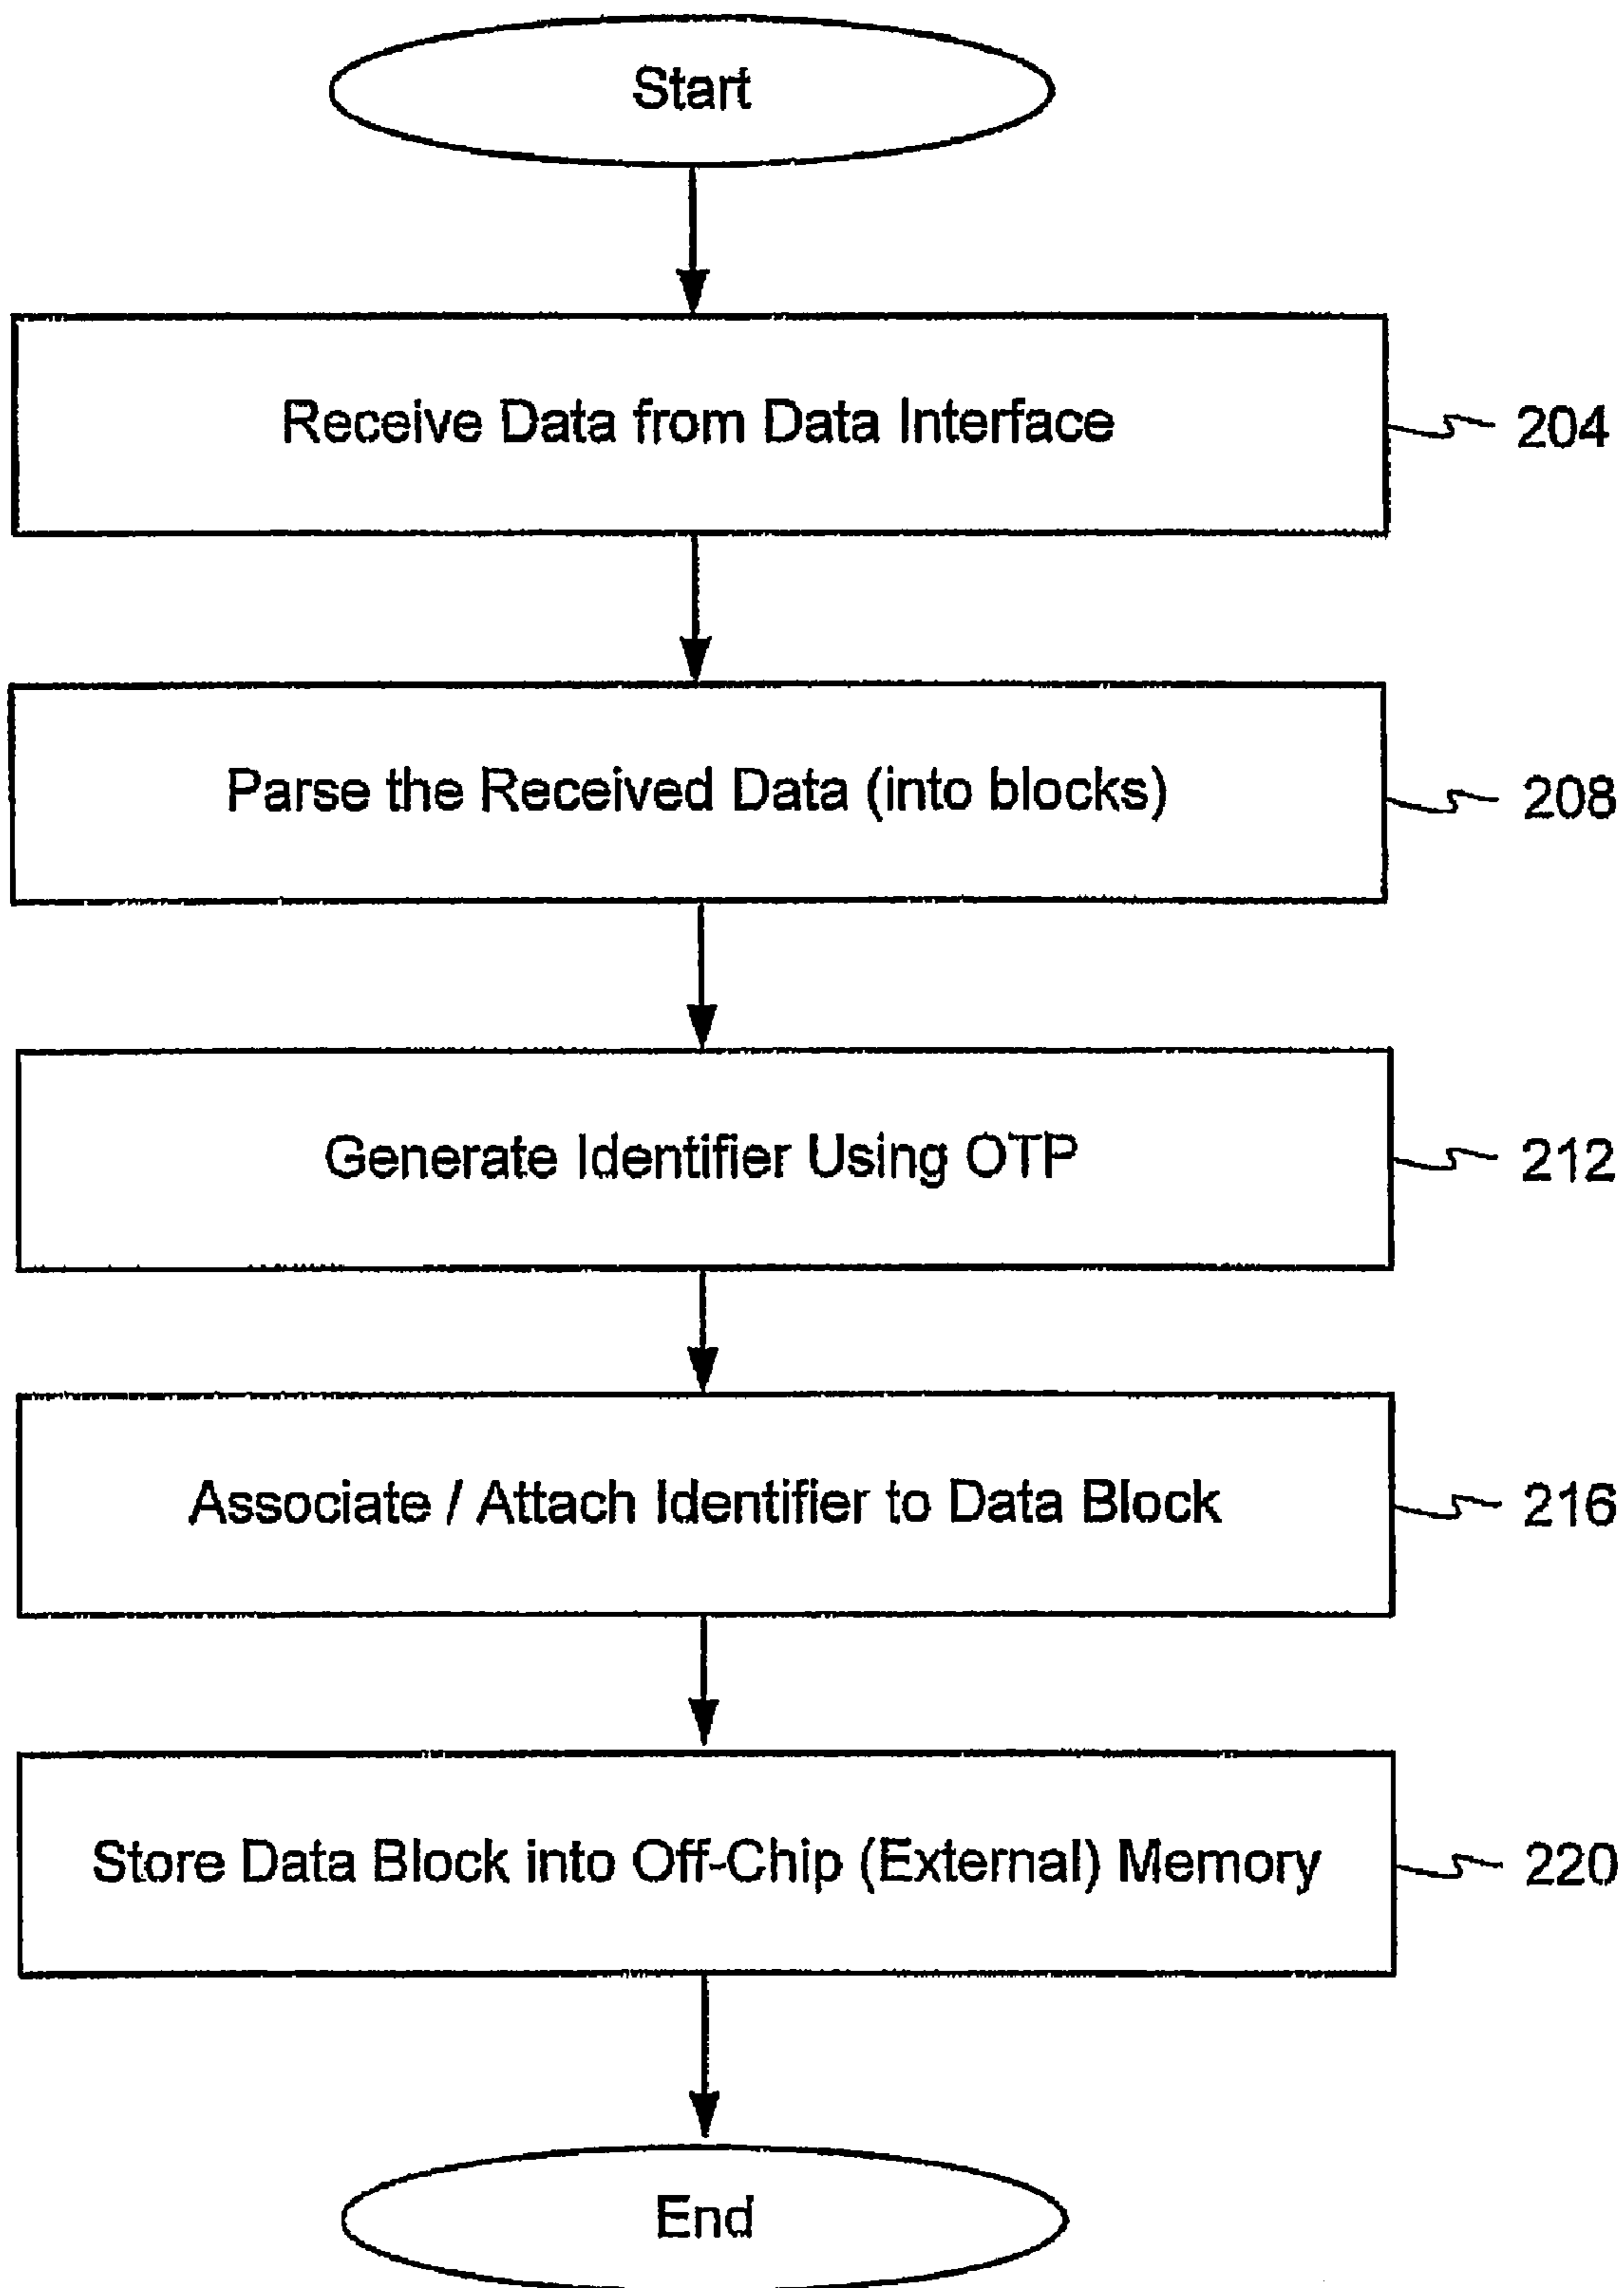 Start
Receive Data from Data Interface
204
Parse the Received Data (into blocks)
208
Generate Identifier Using OTP
212
Associate / Attach Identifier to Data Block
216
Store Data Block into Off-Chip (External) Memory
220
End